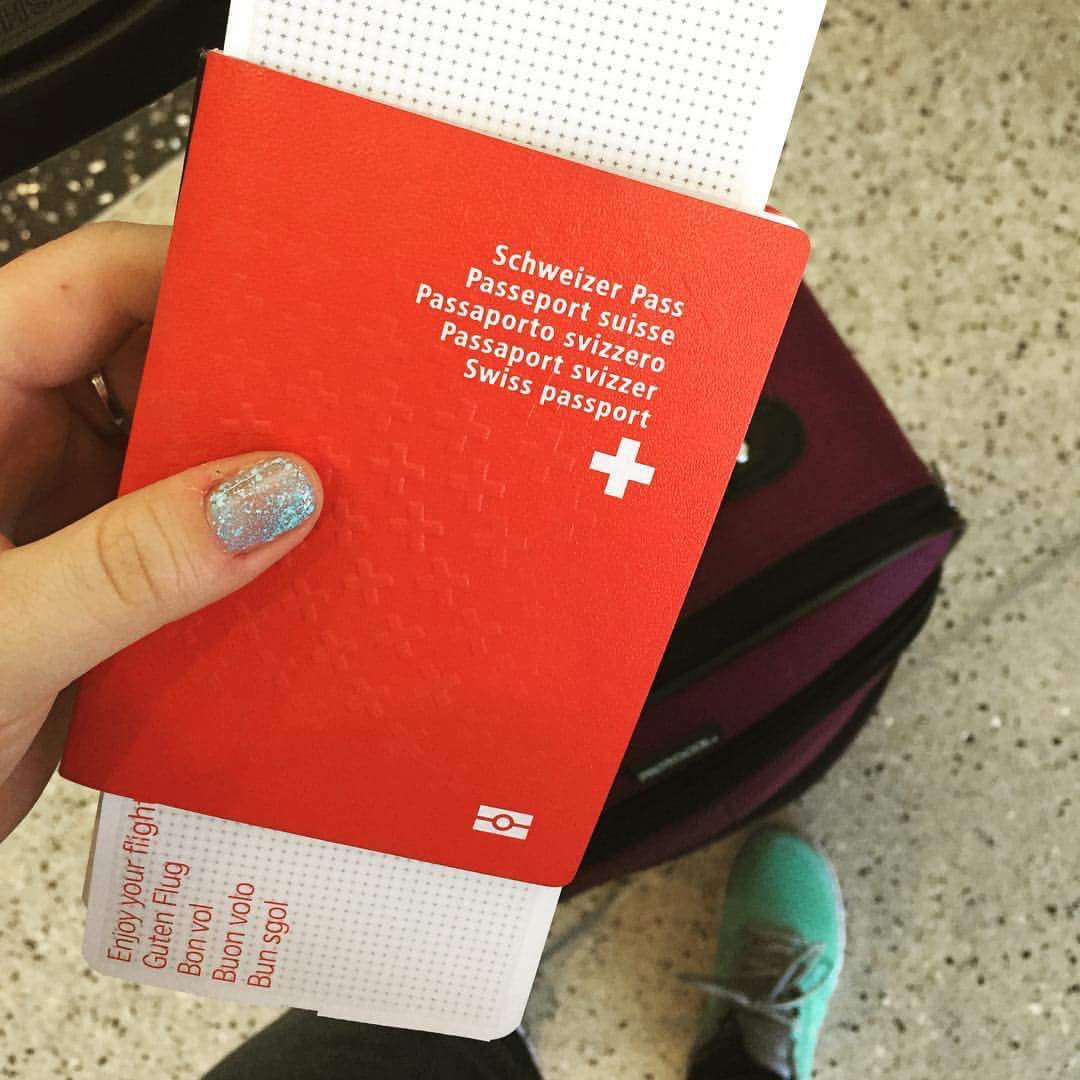 Schweizer Pass
Passeport suisse
Passaporto svizzero
Passaport svizzer
Swiss passport
Enjoy your flight
Guten Flug
Bon vol
Buon volo
Bun sgol